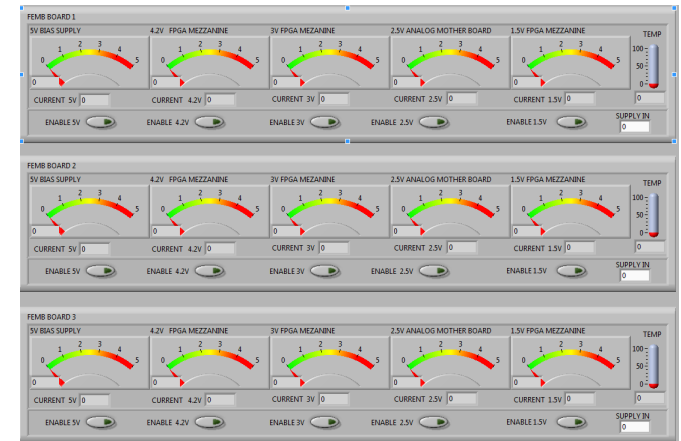 FEMB BOARD 1
5V BIAS SUPPLY 4.2V FPGA MEZZANINE 3V FPGA MEZZANINE 2.5V ANALOG MOTHER BOARD 1.5V FPGA MEZZANINE TEMP
0 1 2 3 4 5 0 1 2 3 4 5 0 1 2 3 4 5 0 1 2 3 4 5 0 1 2 3 4 5 100 50 0
0 0 0 0 0
CURRENT 5V 0 CURRENT 4.2V 0 CURRENT 3V 0 CURRENT 2.5V 0 CURRENT 1.5V 0 0
ENABLE 5V ENABLE 4.2V ENABLE 3V ENABLE 2.5V ENABLE 1.5V SUPPLY IN
0
FEMB BOARD 2
5V BIAS SUPPLY 4.2V FPGA MEZZANINE 3V FPGA MEZZANINE 2.5V ANALOG MOTHER BOARD 1.5V FPGA MEZZANINE TEMP
0 1 2 3 4 5 0 1 2 3 4 5 0 1 2 3 4 5 0 1 2 3 4 5 0 1 2 3 4 5 100 50 0
0 0 0 0 0
CURRENT 5V 0 CURRENT 4.2V 0 CURRENT 3V 0 CURRENT 2.5V 0 CURRENT 1.5V 0 0
ENABLE 5V ENABLE 4.2V ENABLE 3V ENABLE 2.5V ENABLE 1.5V SUPPLY IN
0
FEMB BOARD 3
5V BIAS SUPPLY 4.2V FPGA MEZZANINE 3V FPGA MEZZANINE 2.5V ANALOG MOTHER BOARD 1.5V FPGA MEZZANINE TEMP
0 1 2 3 4 5 0 1 2 3 4 5 0 1 2 3 4 5 0 1 2 3 4 5 0 1 2 3 4 5 100 50 0
0 0 0 0 0
CURRENT 5V 0 CURRENT 4.2V 0 CURRENT 3V 0 CURRENT 2.5V 0 CURRENT 1.5V 0 0
ENABLE 5V ENABLE 4.2V ENABLE 3V ENABLE 2.5V ENABLE 1.5V SUPPLY IN
0